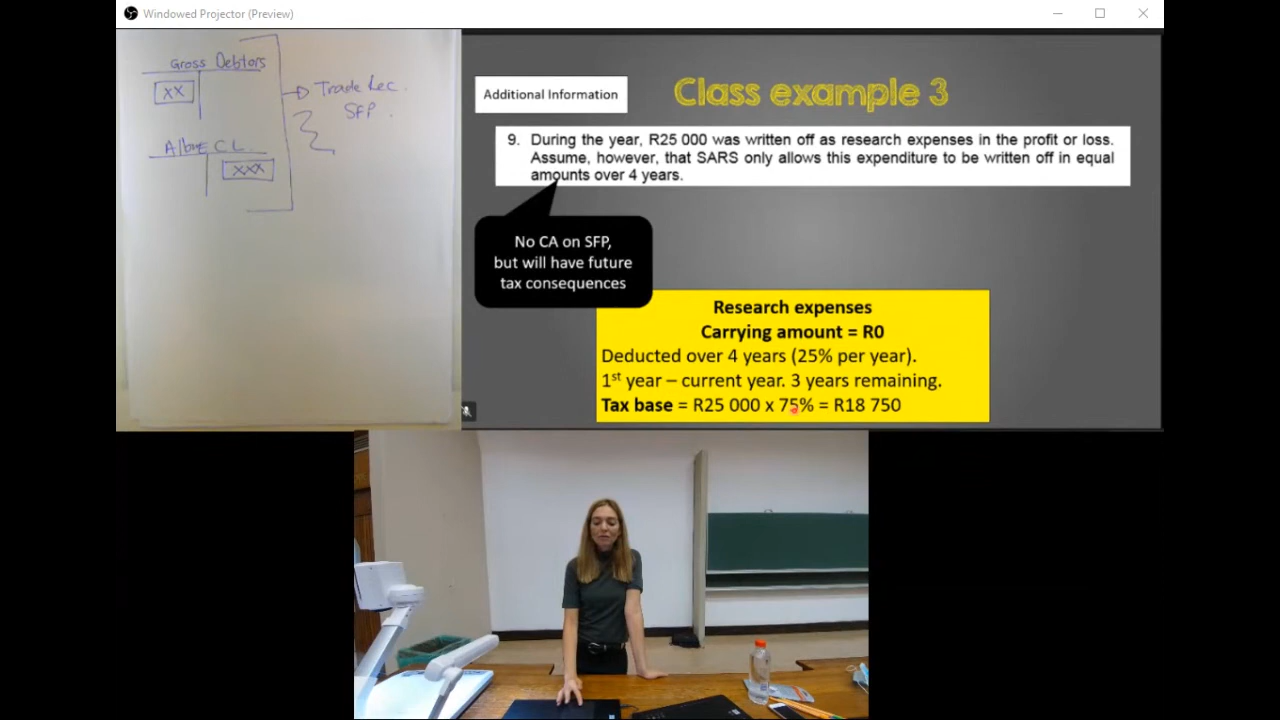 Windowed Projector (Preview)
Gross Debtors
XX
Trade Rec.
SFP.
C.L.
XXX
Additional Information
Class example 3
9. During the year, R25 000 was written off as research expenses in the profit or loss.
Assume, however, that SARS only allows this expenditure to be written off in equal
amounts over 4 years.
No CA on SFP,
but will have future
tax consequences
Research expenses
Carrying amount = R0
Deducted over 4 years (25% per year).
1st year – current year. 3 years remaining.
Tax base = R25 000 x 75% = R18 750